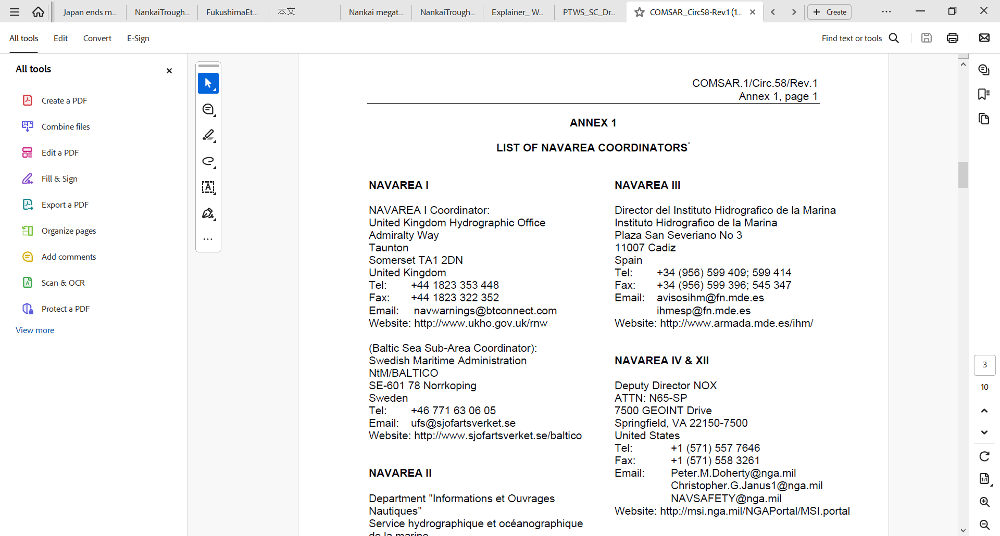 Japan ends m...
NankaiTrough...
FukushimaEt...
本文
Nankai megat...
NankaiTrough...
Explainer_ W...
PTWS_SC_Dr...
COMSAR_Circ58-Rev.1 (1...
Create
All tools
Edit
Convert
E-Sign
Find text or tools
All tools
Create a PDF
Combine files
Edit a PDF
Fill & Sign
Export a PDF
Organize pages
Add comments
Scan & OCR
Protect a PDF
View more
COMSAR.1/Circ.58/Rev.1
Annex 1, page 1
ANNEX 1
LIST OF NAVAREA COORDINATORS*
NAVAREA I
NAVAREA I Coordinator:
United Kingdom Hydrographic Office
Admiralty Way
Taunton
Somerset TA1 2DN
United Kingdom
Tel: +44 1823 353 448
Fax: +44 1823 322 352
Email: navwarnings@btconnect.com
Website: http://www.ukho.gov.uk/rnw
(Baltic Sea Sub-Area Coordinator):
Swedish Maritime Administration
NtM/BALTICO
SE-601 78 Norrkoping
Sweden
Tel: +46 771 63 06 05
Email: ufs@sjofartsverket.se
Website: http://www.sjofartsverket.se/baltico
NAVAREA II
Department "Informations et Ouvrages
Nautiques"
Service hydrographique et océanographique
de la marine
NAVAREA III
Director del Instituto Hidrografico de la Marina
Instituto Hidrografico de la Marina
Plaza San Severiano No 3
11007 Cadiz
Spain
Tel: +34 (956) 599 409; 599 414
Fax: +34 (956) 599 396; 545 347
Email: avisosihm@fn.mde.es
ihmesp@fn.mde.es
Website: http://www.armada.mde.es/ihm/
NAVAREA IV & XII
Deputy Director NOX
ATTN: N65-SP
7500 GEOINT Drive
Springfield, VA 22150-7500
United States
Tel: +1 (571) 557 7646
Fax: +1 (571) 558 3261
Email: Peter.M.Doherty@nga.mil
Christopher.G.Janus1@nga.mil
NAVSAFETY@nga.mil
Website: http://msi.nga.mil/NGAPortal/MSI.portal
3
10